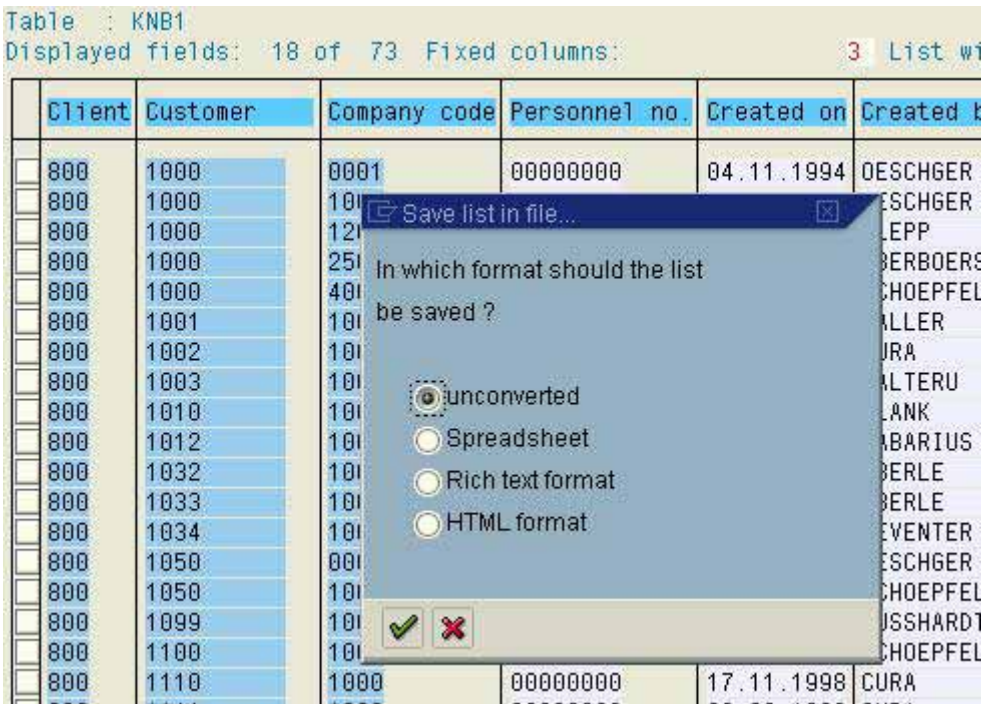 Table : KNB1
Displayed fields: 18 of 73 Fixed columns: 3 List
Client Customer Company code Personnel no. Created on Created
800 1000 0001 00000000 04.11.1994 OESCHGER
800 1000
800 1000
800 1000
800 1000
800 1001
800 1002
800 1003
800 1010
800 1012
800 1032
800 1033
800 1034
800 1050
800 1050
800 1099
800 1100
800 1110 1000 00000000 17.11.1998 CURA
Save list in file...
In which format should the list
be saved ?
unconverted
Spreadsheet
Rich text format
HTML format